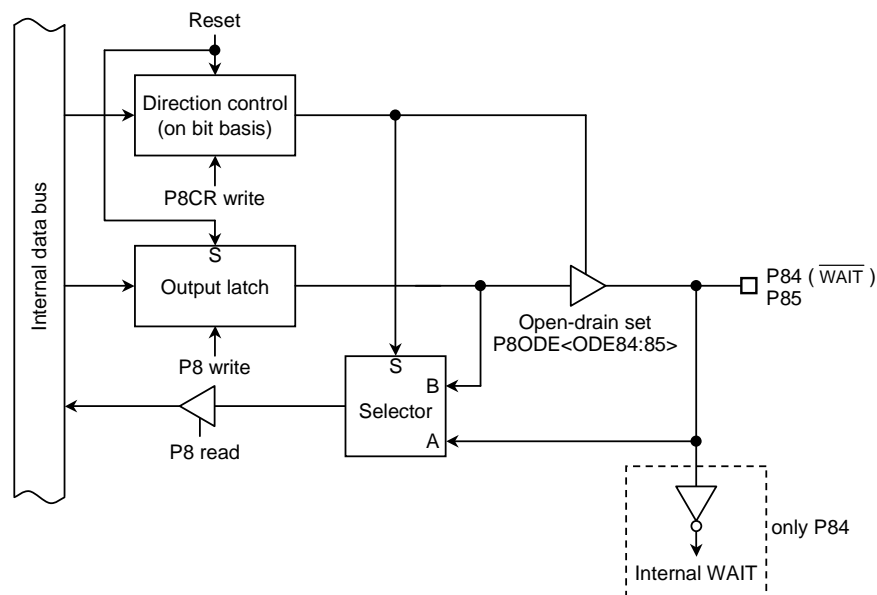 Reset
Direction control
(on bit basis)
P8CR write
Internal data bus
S
Output latch
P84 ( WAIT )
P85
Open-drain set
P8ODE<ODE84:85>
P8 write
S
B
Selector
A
P8 read
only P84
Internal WAIT